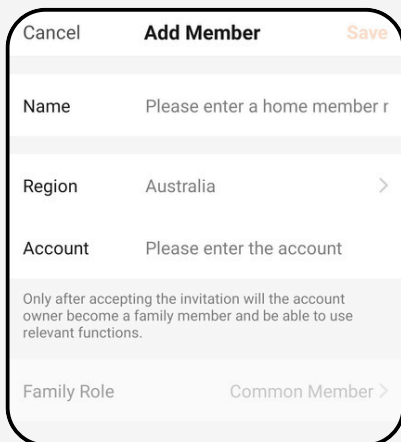 Cancel Add Member Save
Name Please enter a home member r
Region Australia
Account Please enter the account
Only after accepting the invitation will the account
owner become a family member and be able to use
relevant functions.
Family Role Common Member